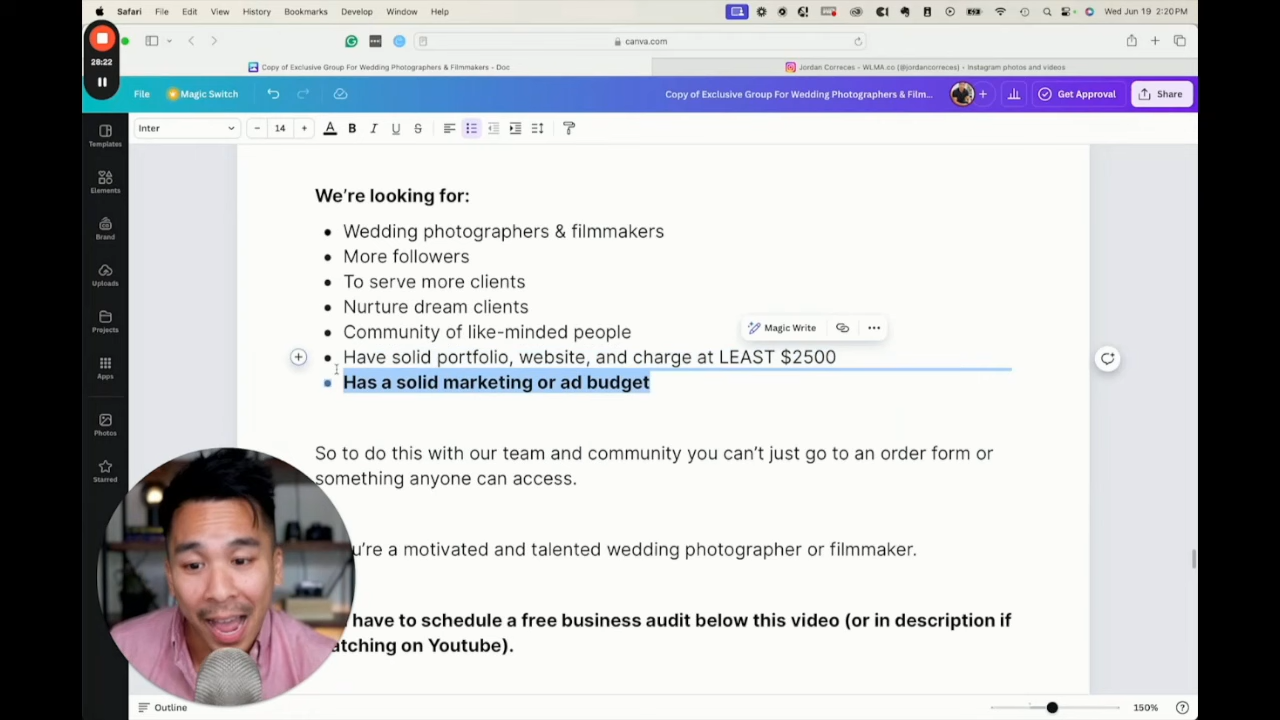 Safari File Edit View History Bookmarks Develop Window Help Wed Jun 19 2:20 PM
28:22
canva.com
Copy of Exclusive Group For Wedding Photographers & Filmmakers - Doc
Jordan Correces - WLMA.co (@jordancorreces) • Instagram photos and videos
File Magic Switch Copy of Exclusive Group For Wedding Photographers & Film... Get Approval Share
Inter 14 A B I U S
Templates
Elements
Brand
Uploads
Projects
Apps
Photos
Starred
We're looking for:
Wedding photographers & filmmakers
More followers
To serve more clients
Nurture dream clients
Community of like-minded people
Magic Write
Have solid portfolio, website, and charge at LEAST $2500
Has a solid marketing or ad budget
So to do this with our team and community you can't just go to an order form or
something anyone can access.
u're a motivated and talented wedding photographer or filmmaker.
have to schedule a free business audit below this video (or in description if
atching on Youtube).
Outline 150%